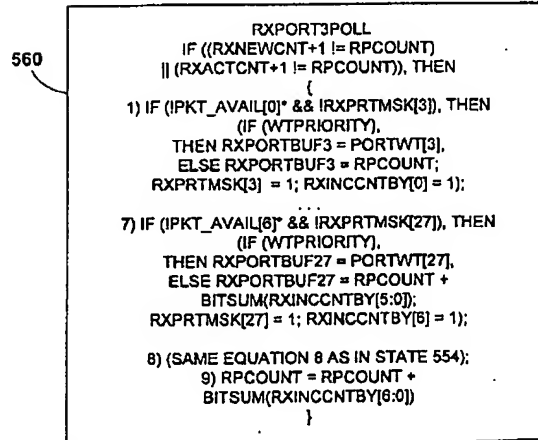 560
RXPORT3POLL
IF ((RXNEWCNT+1 != RPCOUNT)
|| (RXACTCNT+1 != RPCOUNT)), THEN
{
1) IF (!PKT_AVAIL[0]* && !RXPRTMSK[3]), THEN
(IF (WTPRIORITY),
THEN RXPORTBUF3 = PORTWT[3],
ELSE RXPORTBUF3 = RPCOUNT;
RXPRTMSK[3] = 1; RXINCCNTBY[0] = 1);
. . .
7) IF (!PKT_AVAIL[6]* && !RXPRTMSK[27]), THEN
(IF (WTPRIORITY),
THEN RXPORTBUF27 = PORTWT[27],
ELSE RXPORTBUF27 = RPCOUNT +
BITSUM(RXINCCNTBY[5:0]);
RXPRTMSK[27] = 1; RXINCCNTBY[6] = 1);
8) (SAME EQUATION 8 AS IN STATE 554);
9) RPCOUNT = RPCOUNT +
BITSUM(RXINCCNTBY[6:0])
}